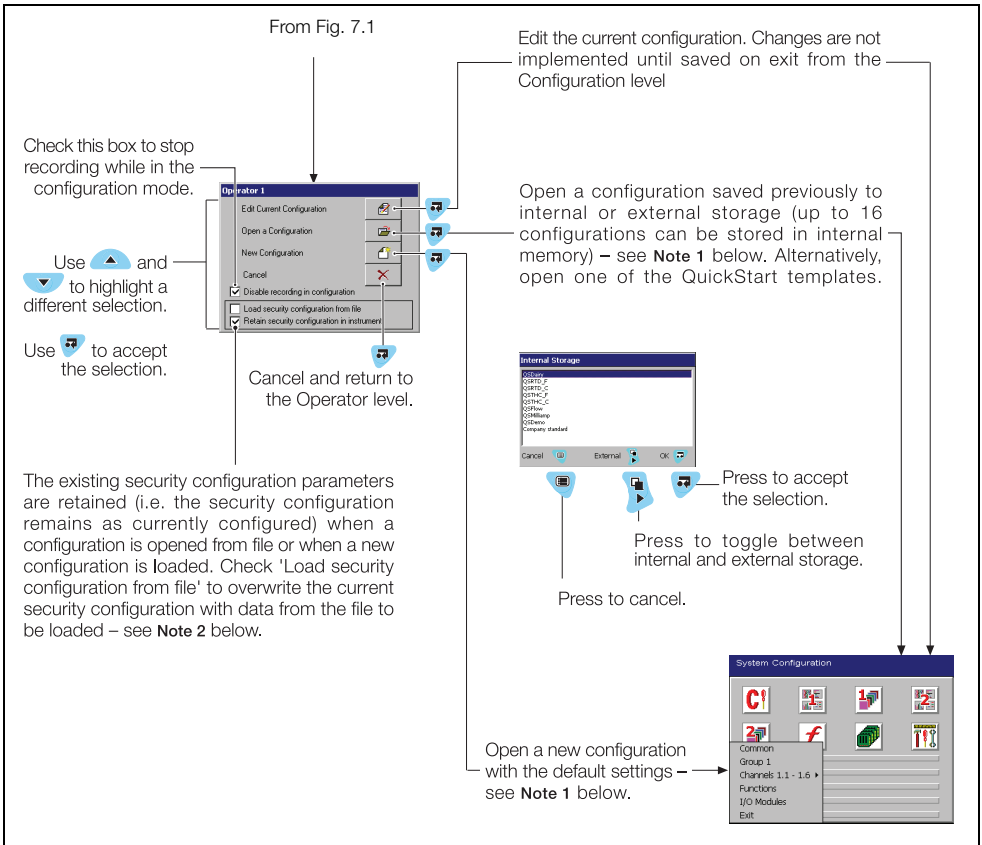 From Fig. 7.1
Edit the current configuration. Changes are not
implemented until saved on exit from the
Configuration level
Check this box to stop
recording while in the
configuration mode.
Operator 1
Edit Current Configuration
Open a Configuration
New Configuration
Cancel
Disable recording in configuration
Load security configuration from file
Retain security configuration in instrument
Open a configuration saved previously to
internal or external storage (up to 16
configurations can be stored in internal
memory) – see Note 1 below. Alternatively,
open one of the QuickStart templates.
Use and
to highlight a
different selection.
Use to accept
the selection.
Cancel and return to
the Operator level.
Internal Storage
QSDairy
QSRTD_F
QSRTD_C
QSTHC_F
QSTHC_C
QSFlow
QSMilliamp
QSDemo
Company standard
Cancel External OK
Press to accept
the selection.
Press to toggle between
internal and external storage.
Press to cancel.
The existing security configuration parameters
are retained (i.e. the security configuration
remains as currently configured) when a
configuration is opened from file or when a new
configuration is loaded. Check 'Load security
configuration from file' to overwrite the current
security configuration with data from the file to
be loaded – see Note 2 below.
System Configuration
C 1 1 2
2 f
Common
Group 1
Channels 1.1 - 1.6
Functions
I/O Modules
Exit
Open a new configuration
with the default settings –
see Note 1 below.